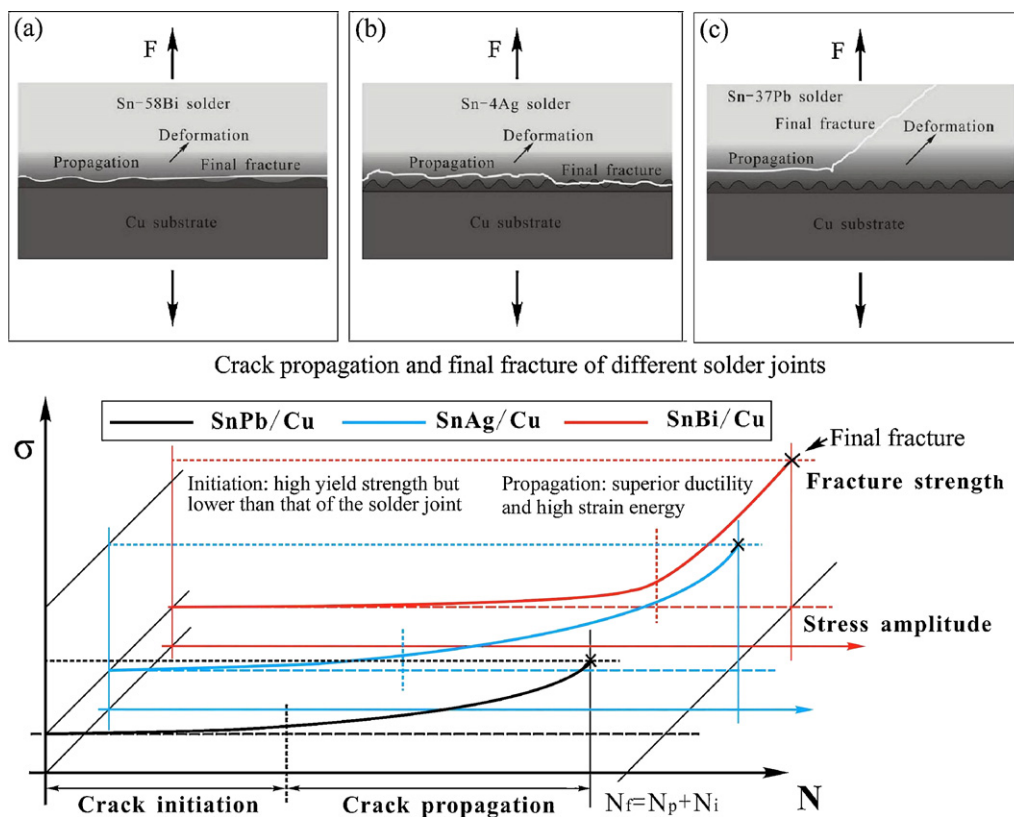 (a)
F
Sn-58Bi solder
Deformation
Propagation
Final fracture
Cu substrate
(b)
F
Sn-4Ag solder
Deformation
Propagation
Final fracture
Cu substrate
(c)
F
Sn-37Pb solder
Final fracture
Deformation
Propagation
Cu substrate
Crack propagation and final fracture of different solder joints
SnPb/Cu
SnAg/Cu
SnBi/Cu
σ
Final fracture
Initiation: high yield strength but
lower than that of the solder joint
Propagation: superior ductility
and high strain energy
Fracture strength
Stress amplitude
Crack initiation
Crack propagation
Nf=Np+Ni
N